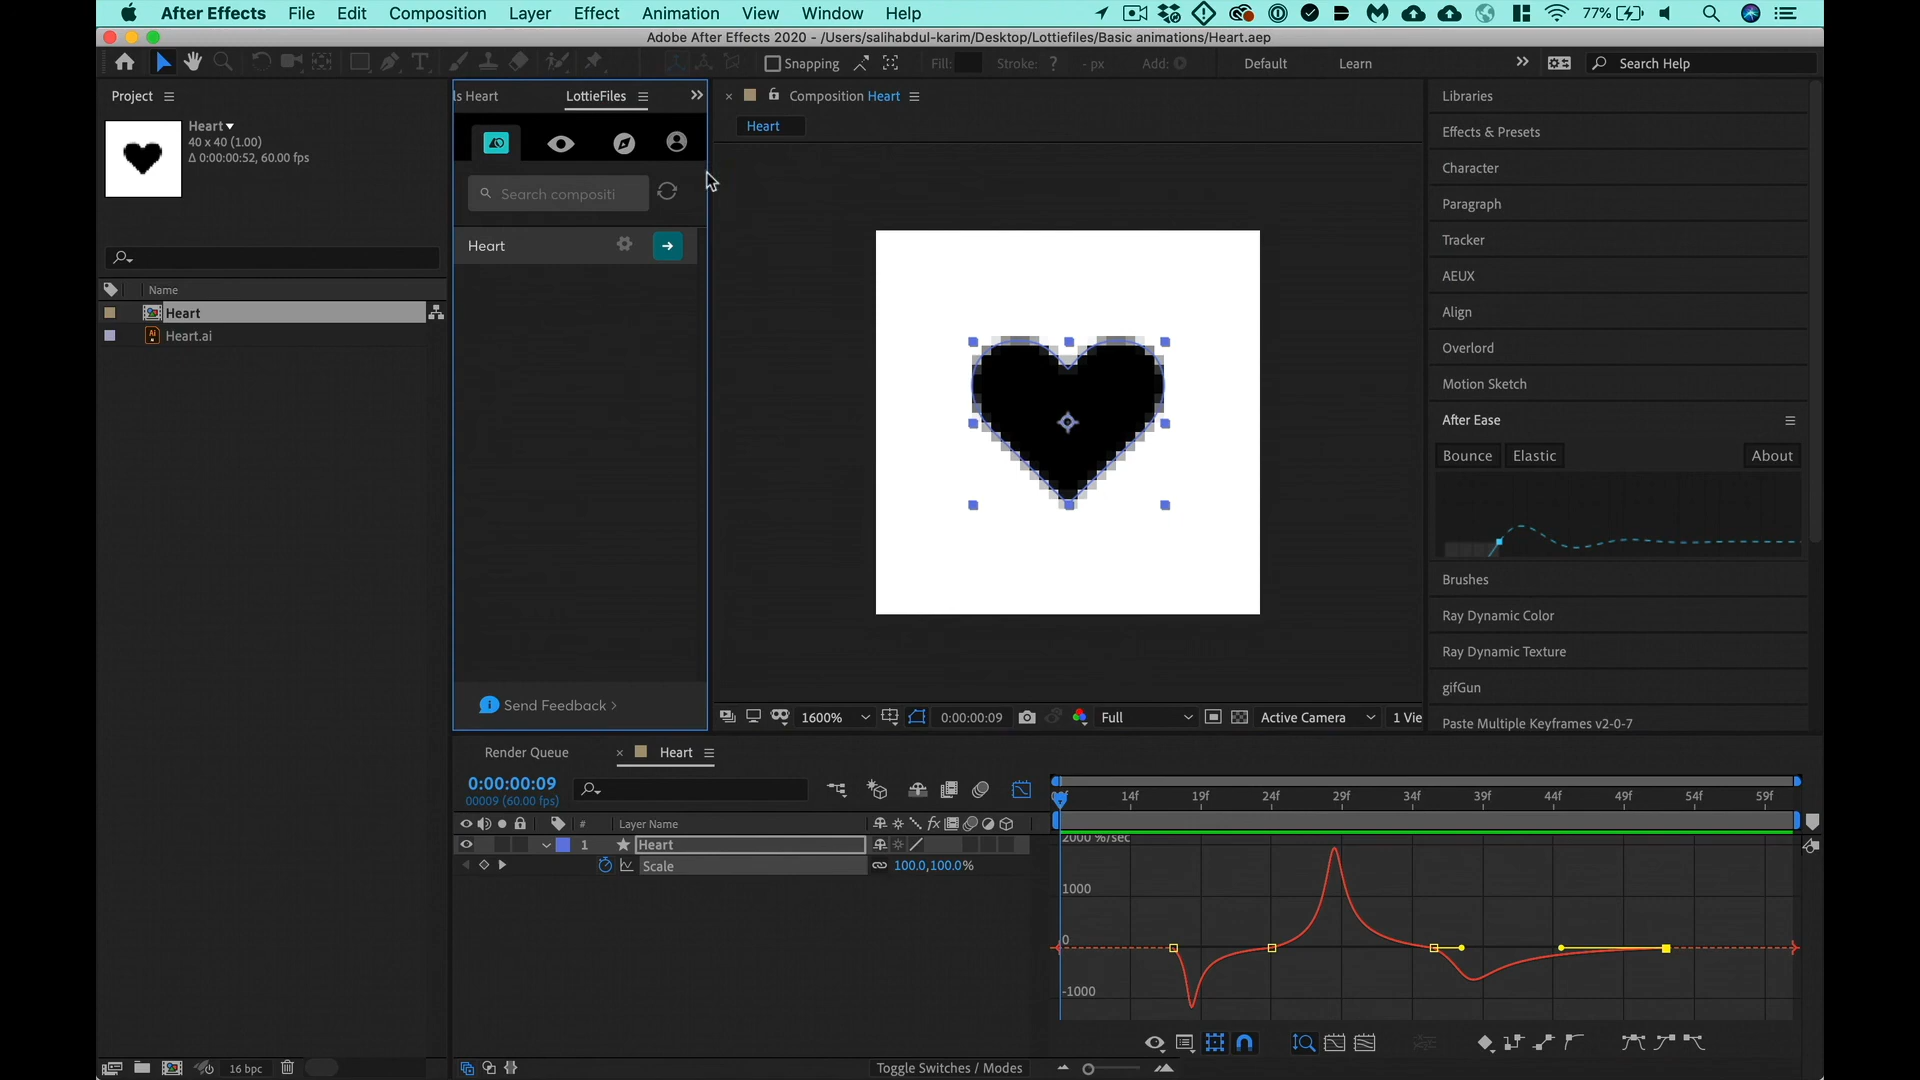 After Effects File Edit Composition Layer Effect Animation View Window Help 77%
Adobe After Effects 2020 - /Users/salihabdul-karim/Desktop/Lottiefiles/Basic animations/Heart.aep
Snapping Fill: Stroke: ? - px Add: Default Learn Search Help
Project
Heart
40 x 40 (1.00)
Δ 0:00:00:52, 60.00 fps
Name
Heart
Heart.ai
16 bpc
ls Heart LottieFiles
Search compositi
Heart
Send Feedback >
Composition Heart
Heart
1600% 0:00:00:09 Full Active Camera 1 Vie
Libraries
Effects & Presets
Character
Paragraph
Tracker
AEUX
Align
Overlord
Motion Sketch
After Ease
Bounce Elastic About
Brushes
Ray Dynamic Color
Ray Dynamic Texture
gifGun
Paste Multiple Keyframes v2-0-7
Render Queue Heart
0:00:00:09
00009 (60.00 fps)
# Layer Name
1 Heart
Scale 100.0,100.0%
14f 19f 24f 29f 34f 39f 44f 49f 54f 59f
2000 %/sec
1000
0
-1000
Toggle Switches / Modes